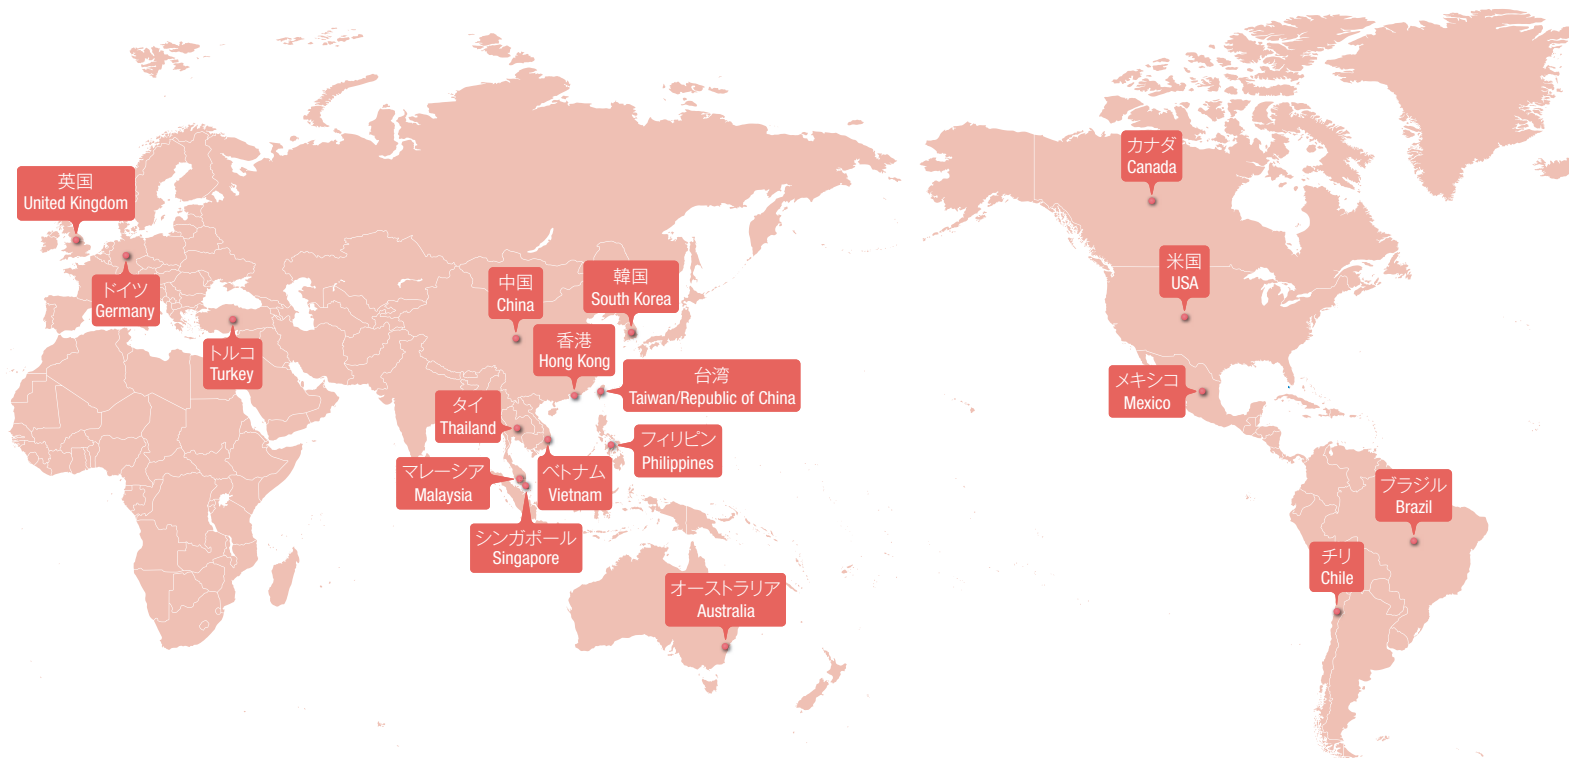 英国
United Kingdom
ドイツ
Germany
トルコ
Turkey
中国
China
韓国
South Korea
香港
Hong Kong
台湾
Taiwan/Republic of China
タイ
Thailand
フィリピン
Philippines
マレーシア
Malaysia
ベトナム
Vietnam
シンガポール
Singapore
オーストラリア
Australia
カナダ
Canada
米国
USA
メキシコ
Mexico
ブラジル
Brazil
チリ
Chile